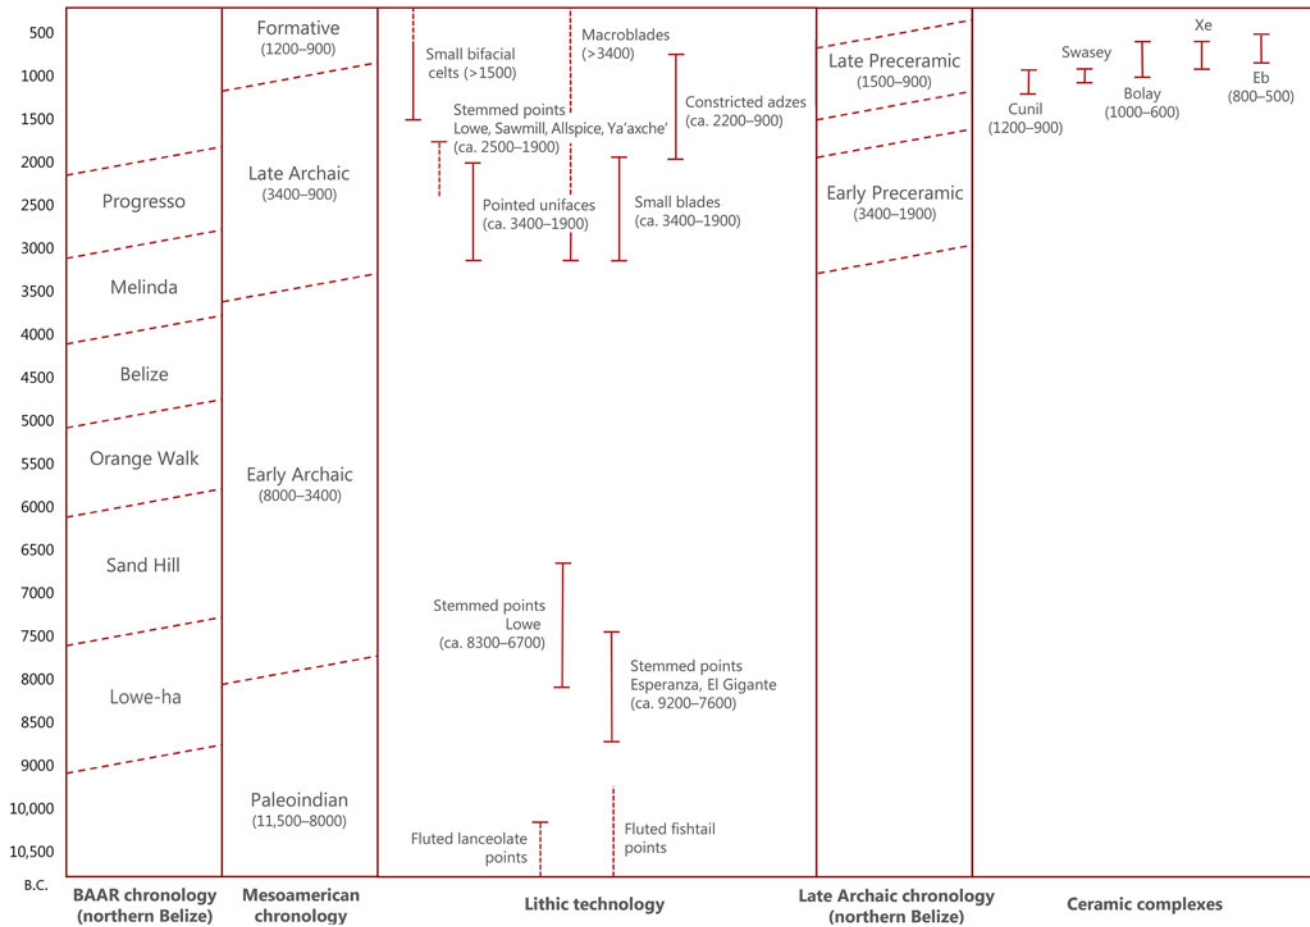 500
1000
1500
2000
2500
3000
3500
4000
4500
5000
5500
6000
6500
7000
7500
8000
8500
9000
10,000
10,500
B.C.
Progresso
Melinda
Belize
Orange Walk
Sand Hill
Lowe-ha
BAAR chronology
(northern Belize)
Formative
(1200–900)
Late Archaic
(3400–900)
Early Archaic
(8000–3400)
Paleoindian
(11,500–8000)
Mesoamerican
chronology
Small bifacial
celts (>1500)
Macroblades
(>3400)
Stemmed points
Lowe, Sawmill, Allspice, Ya'axche'
(ca. 2500–1900)
Constricted adzes
(ca. 2200–900)
Pointed unifaces
(ca. 3400–1900)
Small blades
(ca. 3400–1900)
Stemmed points
Lowe
(ca. 8300–6700)
Stemmed points
Esperanza, El Gigante
(ca. 9200–7600)
Fluted lanceolate
points
Fluted fishtail
points
Lithic technology
Late Preceramic
(1500–900)
Early Preceramic
(3400–1900)
Late Archaic chronology
(northern Belize)
Cunil
(1200–900)
Swasey
Bolay
(1000–600)
Xe
Eb
(800–500)
Ceramic complexes